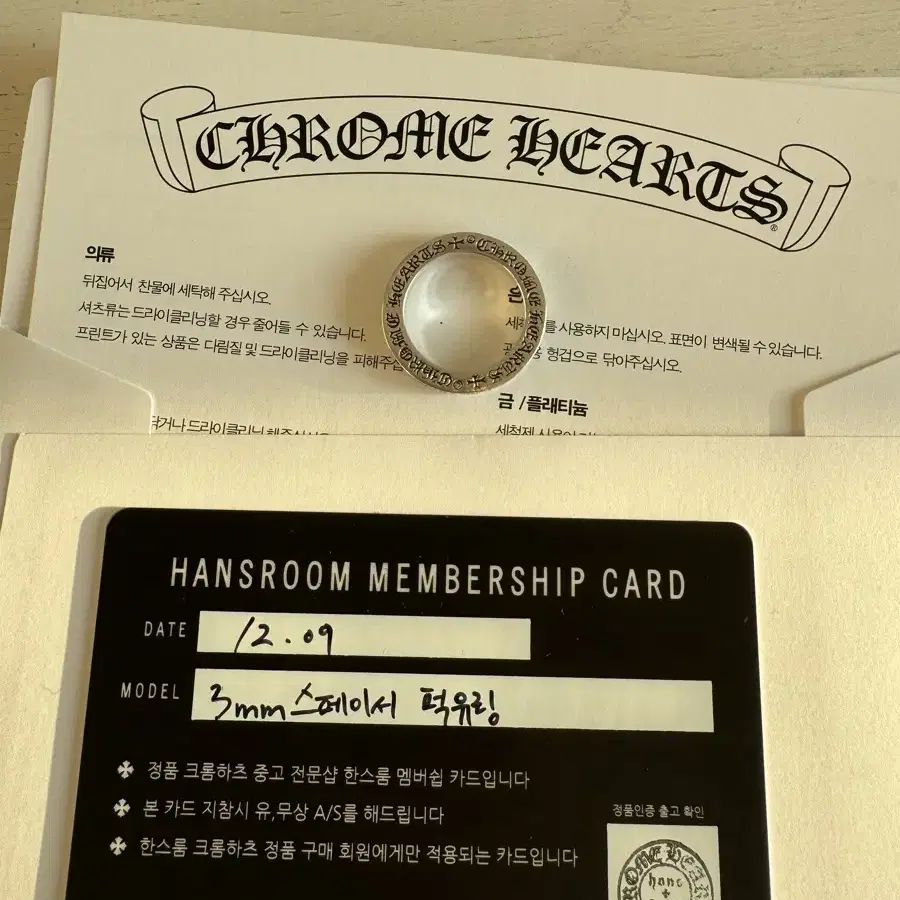 CHROME HEARTS®
의류
뒤집어서 찬물에 세탁해 주십시오.
셔츠류는 드라이클리닝할 경우 줄어들 수 있습니다.
프린트가 있는 상품은 다림질 및 드라이클리닝을 피해주
를 사용하지 마십시오. 표면이 변색될 수 있습니다.
헝겊으로 닦아주십시오.
금 /플래티늄
CHROME HEARTS ©CHROME HEARTS ©CHROME HEARTS
HANSROOM MEMBERSHIP CARD
DATE 12.09
MODEL 3mm 스페이서 퍽유링
정품 크롬하츠 중고 전문샵 한스룸 멤버쉽 카드입니다
본 카드 지참시 유,무상 A/S를 해드립니다
한스룸 크롬하츠 정품 구매 회원에게만 적용되는 카드입니다
정품인증 출고 확인